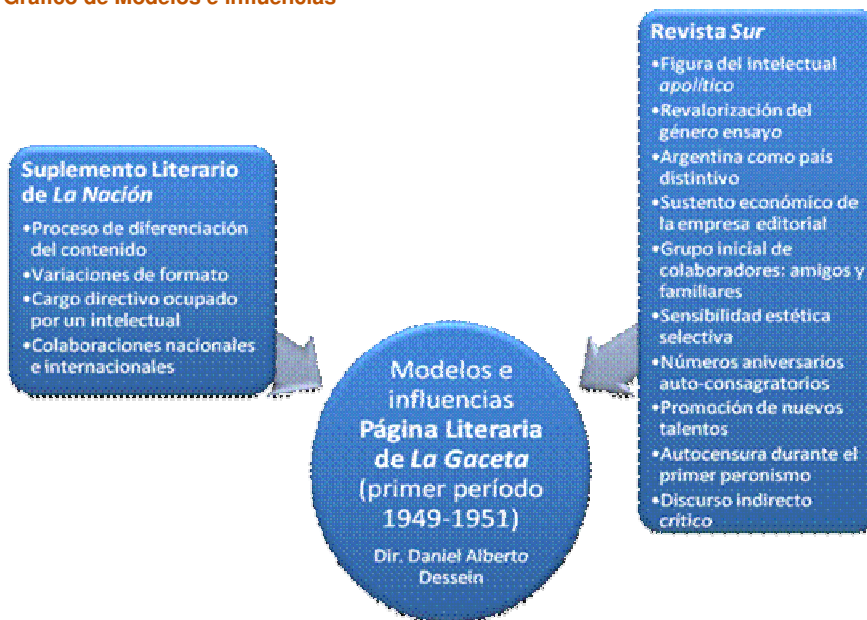 Gráfico de Modelos e Influencias
Suplemento Literario
de La Nación
•Proceso de diferenciación
del contenido
•Variaciones de formato
•Cargo directivo ocupado
por un intelectual
•Colaboraciones nacionales
e internacionales
Modelos e
influencias
Página Literaria
de La Gaceta
(primer período
1949-1951)
Dir. Daniel Alberto
Dessein
Revista Sur
•Figura del intelectual
apolítico
•Revalorización del
género ensayo
•Argentina como país
distintivo
•Sustento económico de
la empresa editorial
•Grupo inicial de
colaboradores: amigos y
familiares
•Sensibilidad estética
selectiva
•Números aniversarios
auto-consagratorios
•Promoción de nuevos
talentos
•Autocensura durante el
primer peronismo
•Discurso indirecto
crítico